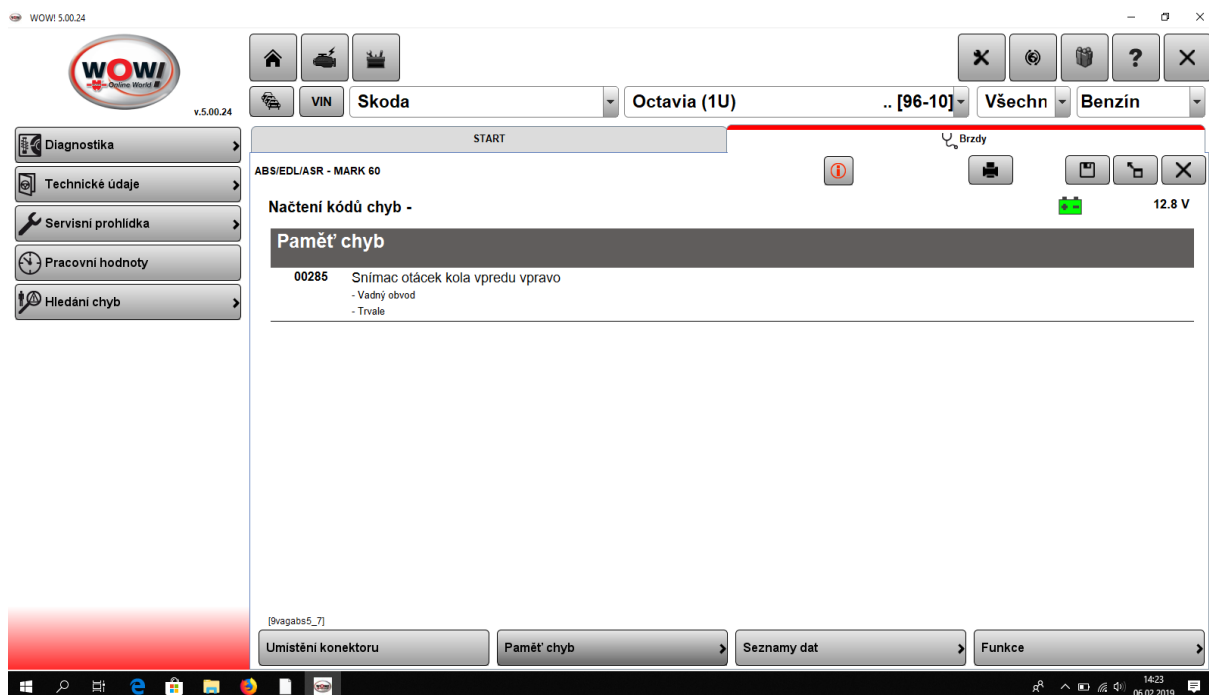 WOW! 5.00.24
WOW!
Online World
v.5.00.24
VIN
Skoda
Octavia (1U)
.. [96-10]
Všechn
Benzín
START
Brzdy
Diagnostika
Technické údaje
Servisní prohlídka
Pracovní hodnoty
Hledání chyb
ABS/EDL/ASR - MARK 60
Načtení kódů chyb -
12.8 V
Paměť chyb
00285 Snímac otácek kola vpredu vpravo
- Vadný obvod
- Trvale
[9vagabs5_7]
Umístění konektoru
Paměť chyb
Seznamy dat
Funkce
14:23
06.02.2019